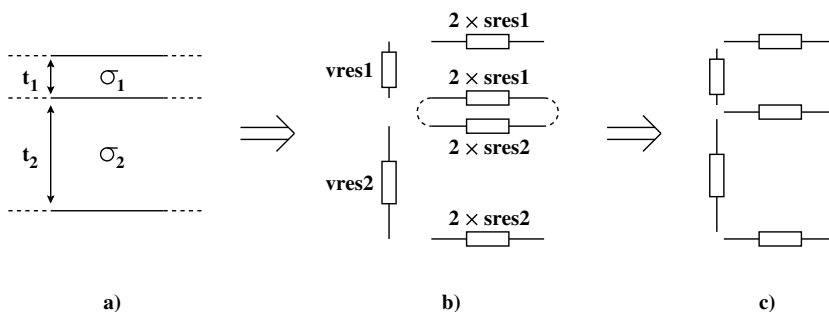 t₁
σ₁
t₂
σ₂
a)
2 × sres1
vres1
2 × sres1
2 × sres2
vres2
2 × sres2
b)
c)